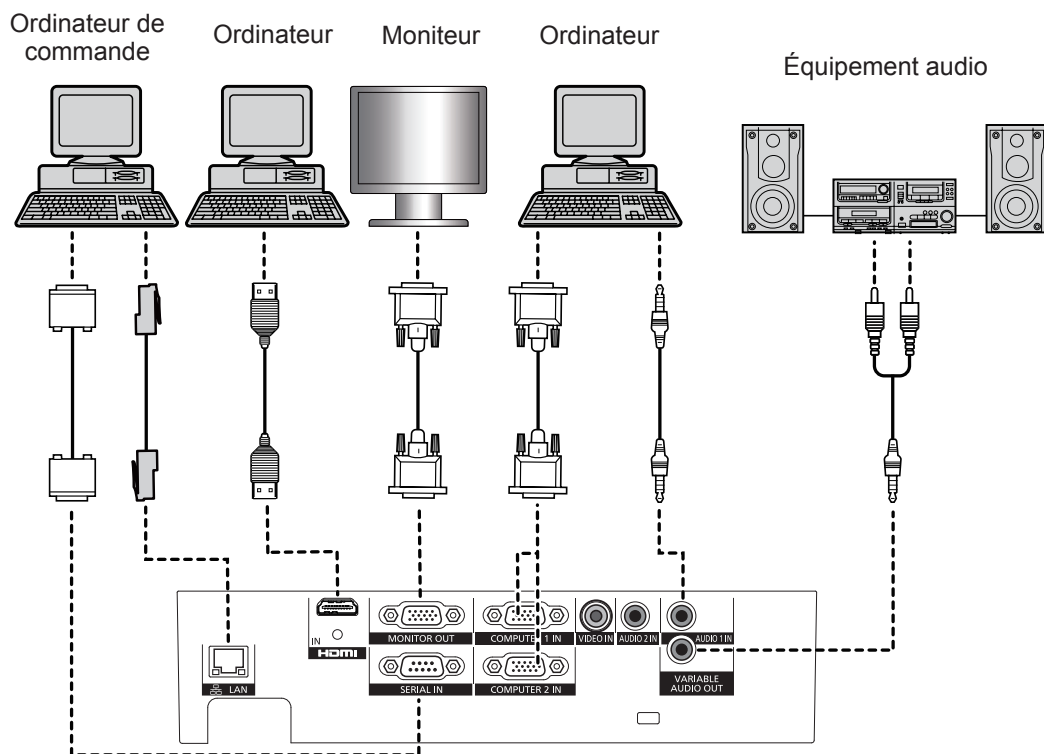 Ordinateur de
commande
Ordinateur
Moniteur
Ordinateur
Équipement audio
IN
HDMI
MONITOR OUT
COMPUTER 1 IN
VIDEO IN
AUDIO 2 IN
AUDIO 1 IN
LAN
SERIAL IN
COMPUTER 2 IN
VARIABLE
AUDIO OUT